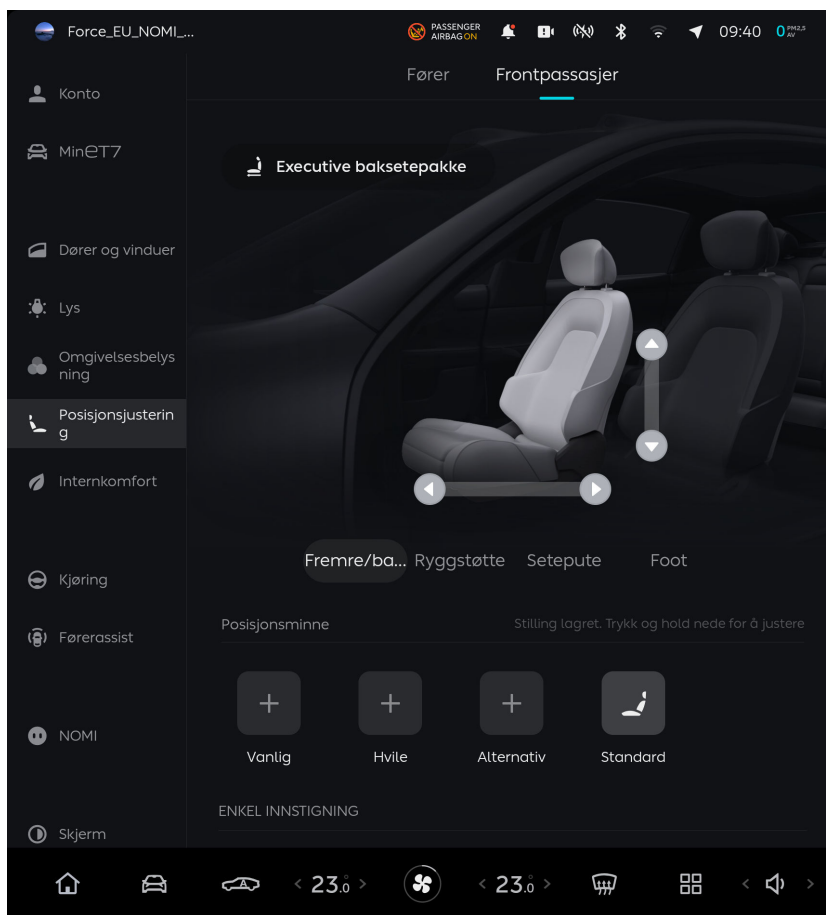 Force_EU_NOMI_...
PASSENGER
AIRBAG ON
09:40
0 PM2,5
AV
Konto
Min ET7
Dører og vinduer
Lys
Omgivelsesbelys
ning
Posisjonsjusterin
g
Internkomfort
Kjøring
Førerassist
NOMI
Skjerm
Fører
Frontpassasjer
Executive baksetepakke
Fremre/ba...
Ryggstøtte
Setepute
Foot
Posisjonsminne
Stilling lagret. Trykk og hold nede for å justere
Vanlig
Hvile
Alternativ
Standard
ENKEL INNSTIGNING
A
< 23.0° >
< 23.0° >